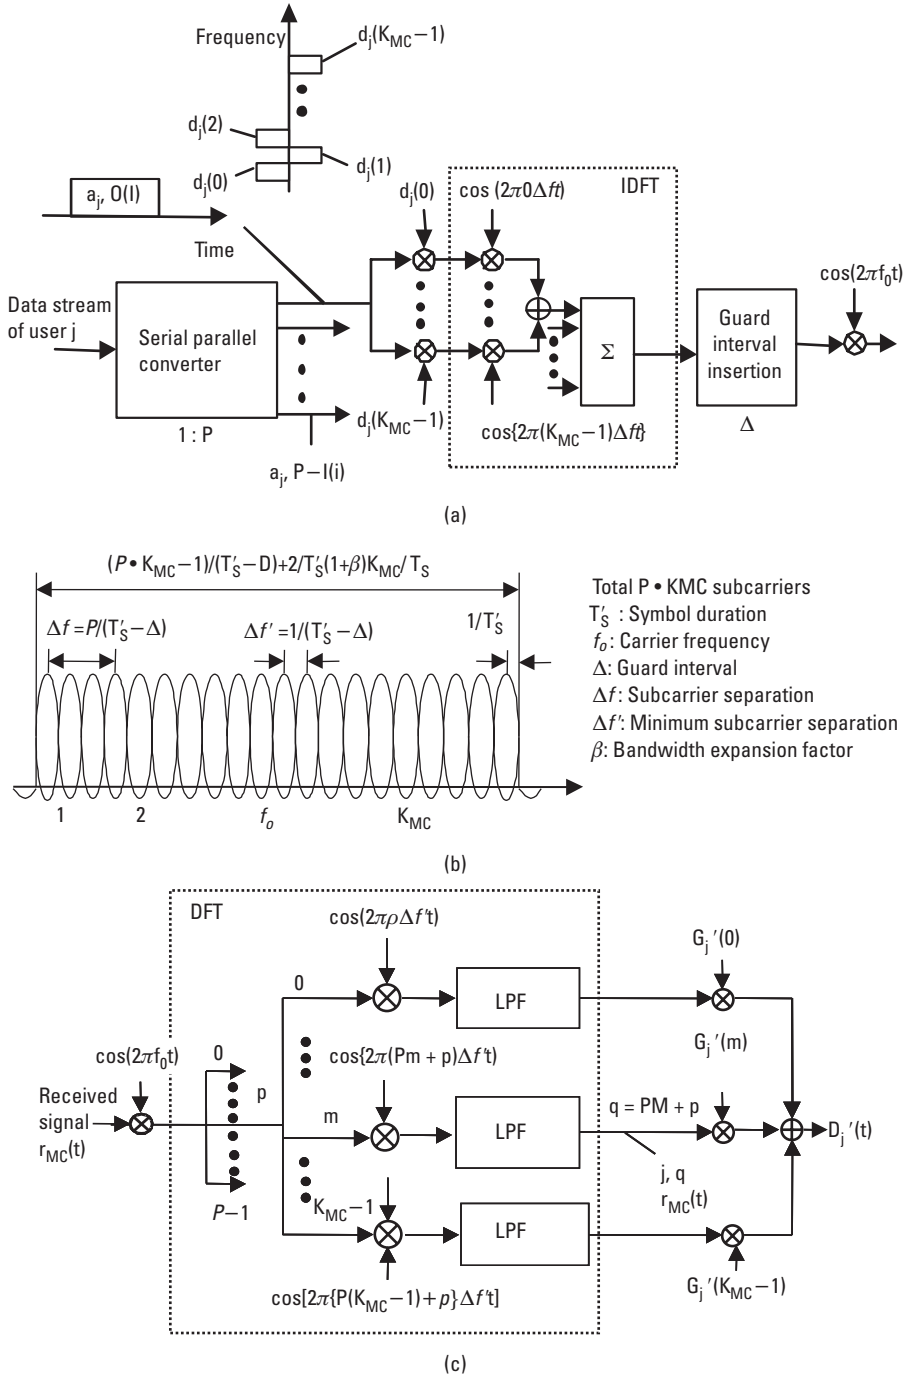 Frequency
d_j(K_MC−1)
d_j(2)
d_j(1)
d_j(0)
a_j, O(I)
Time
d_j(0)
cos (2π0Δft)
IDFT
cos(2πf_0t)
Data stream
of user j
Serial parallel
converter
1 : P
a_j, P−I(i)
d_j(K_MC−1)
cos{2π(K_MC−1)Δft}
Σ
Guard
interval
insertion
Δ
(a)
(P • K_MC−1)/(T′_S−D)+2/T′_S(1+β)K_MC/T_S
Δf =P/(T′_S−Δ)
Δf ′ =1/(T′_S−Δ)
1/T′_S
1
2
f_o
K_MC
Total P • KMC subcarriers
T′_S : Symbol duration
f_o: Carrier frequency
Δ: Guard interval
Δf: Subcarrier separation
Δf′: Minimum subcarrier separation
β: Bandwidth expansion factor
(b)
DFT
cos(2πρΔf′t)
0
LPF
G_j′(0)
cos(2πf_0t)
Received
signal
r_MC(t)
0
p
P−1
cos{2π(Pm + p)Δf′t)
m
LPF
q = PM + p
j, q
r_MC(t)
G_j′(m)
D_j′(t)
K_MC−1
LPF
cos[2π{P(K_MC−1)+p}Δf′t]
G_j′(K_MC−1)
(c)